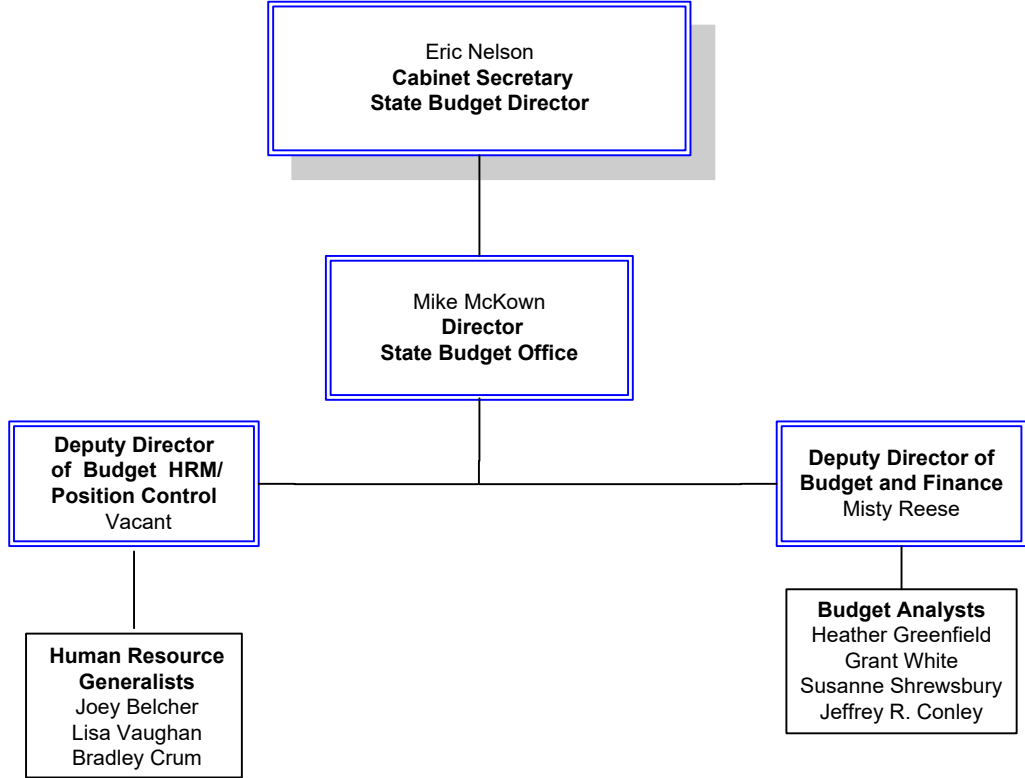 Eric Nelson
Cabinet Secretary
State Budget Director
Mike McKown
Director
State Budget Office
Deputy Director
of Budget HRM/
Position Control
Vacant
Deputy Director of
Budget and Finance
Misty Reese
Human Resource
Generalists
Joey Belcher
Lisa Vaughan
Bradley Crum
Budget Analysts
Heather Greenfield
Grant White
Susanne Shrewsbury
Jeffrey R. Conley